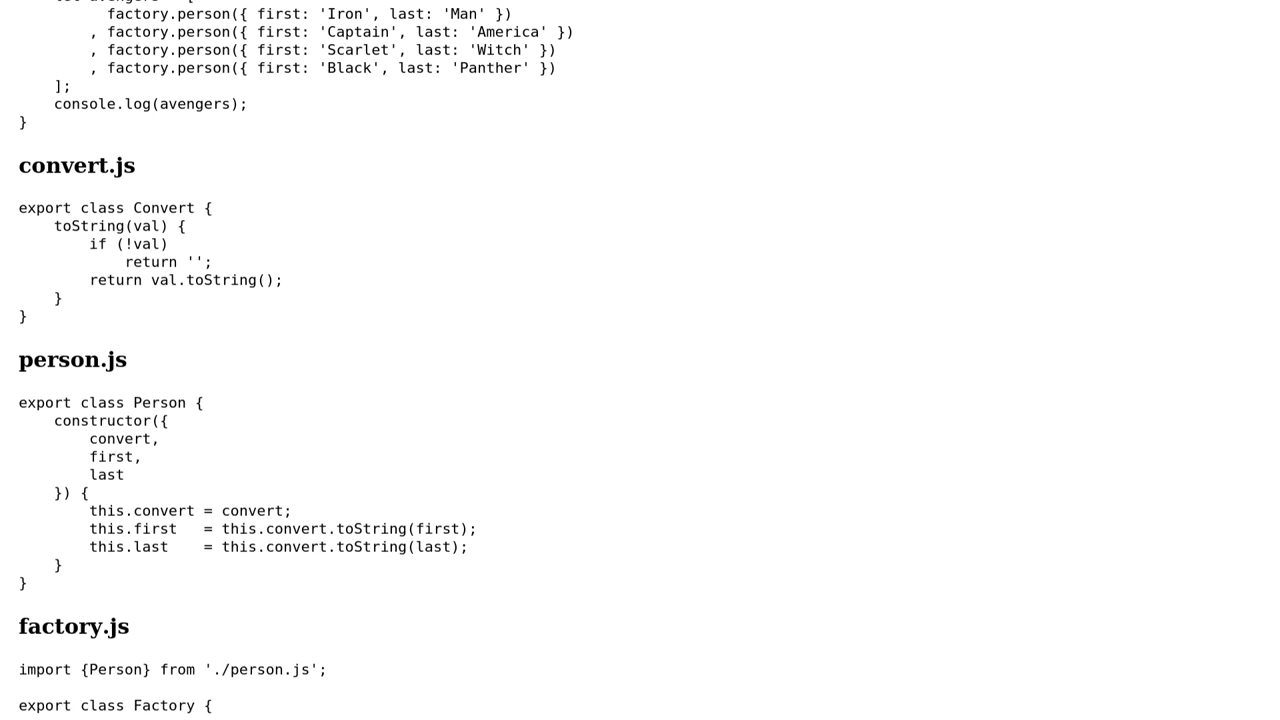 factory.person({ first: 'Iron', last: 'Man' })
        , factory.person({ first: 'Captain', last: 'America' })
        , factory.person({ first: 'Scarlet', last: 'Witch' })
        , factory.person({ first: 'Black', last: 'Panther' })
    ];
    console.log(avengers);
}
convert.js
export class Convert {
    toString(val) {
        if (!val)
            return '';
        return val.toString();
    }
}
person.js
export class Person {
    constructor({
        convert,
        first,
        last
    }) {
        this.convert = convert;
        this.first   = this.convert.toString(first);
        this.last    = this.convert.toString(last);
    }
}
factory.js
import {Person} from './person.js';
export class Factory {